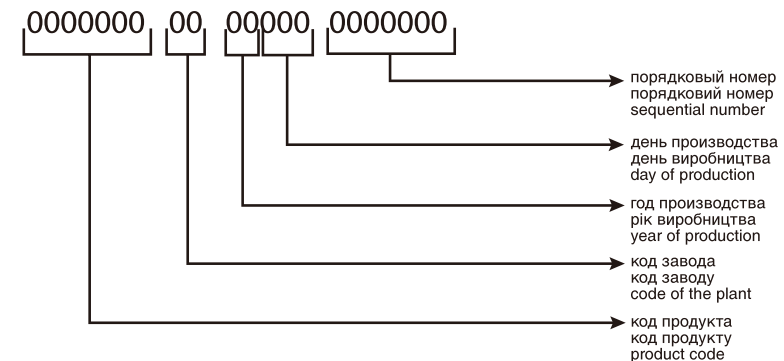 0000000 00 00000 0000000
порядковый номер
порядковий номер
sequential number
день производства
день виробництва
day of production
год производства
рік виробництва
year of production
код завода
код заводу
code of the plant
код продукта
код продукту
product code